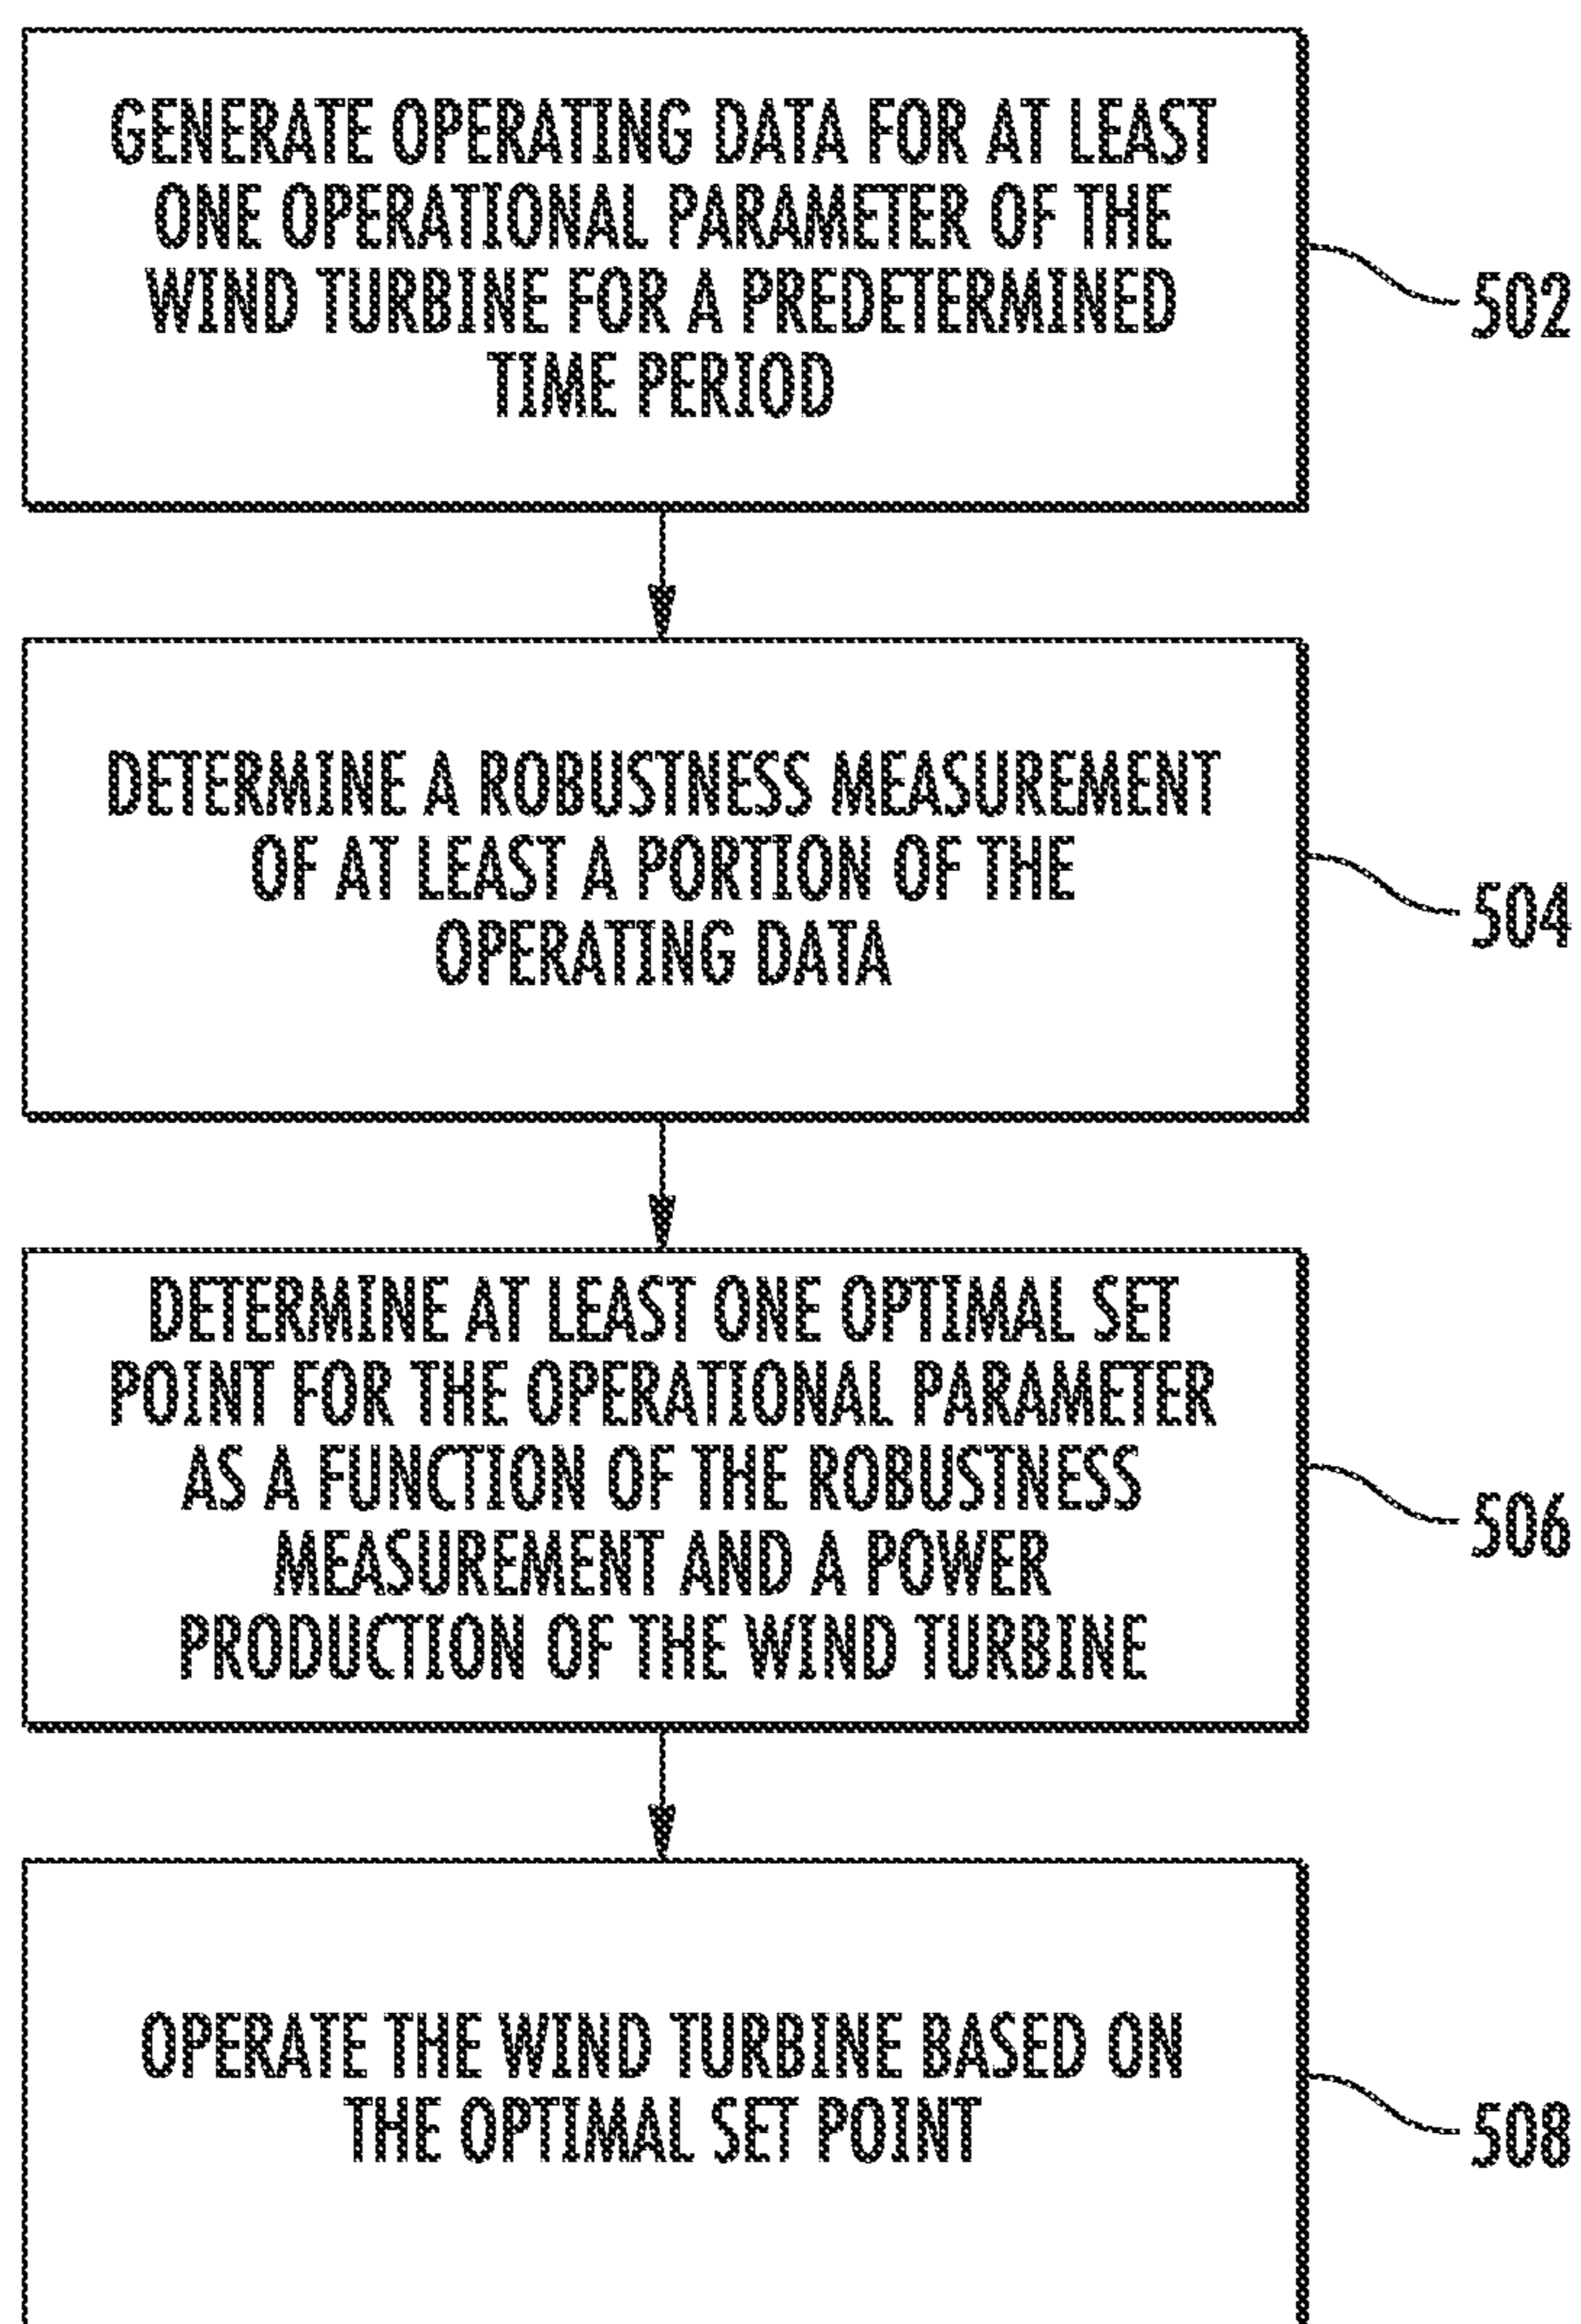 GENERATE OPERATING DATA FOR AT LEAST
ONE OPERATIONAL PARAMETER OF THE
WIND TURBINE FOR A PREDETERMINED
TIME PERIOD
502
DETERMINE A ROBUSTNESS MEASUREMENT
OF AT LEAST A PORTION OF THE
OPERATING DATA
504
DETERMINE AT LEAST ONE OPTIMAL SET
POINT FOR THE OPERATIONAL PARAMETER
AS A FUNCTION OF THE ROBUSTNESS
MEASUREMENT AND A POWER
PRODUCTION OF THE WIND TURBINE
506
OPERATE THE WIND TURBINE BASED ON
THE OPTIMAL SET POINT
508